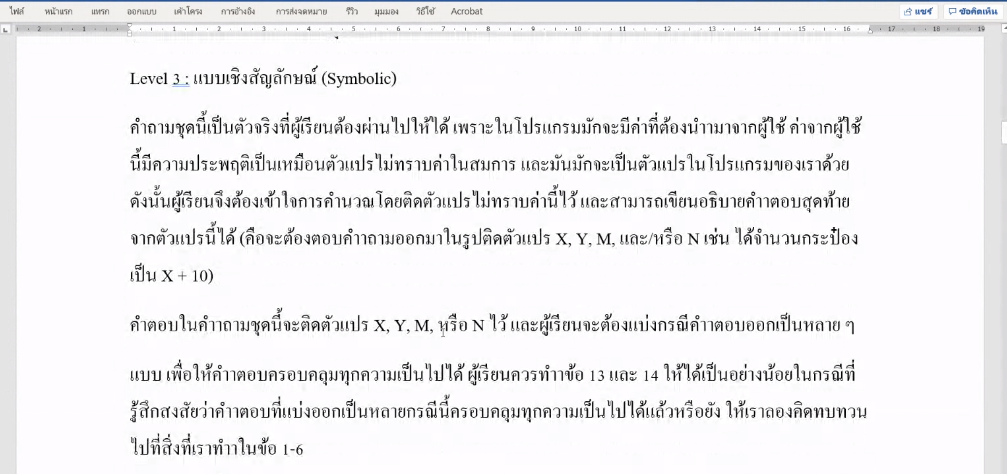 ไฟล์ หน้าแรก แทรก ออกแบบ เค้าโครง การอ้างอิง การส่งจดหมาย รีวิว มุมมอง วิธีใช้ Acrobat แชร์ ข้อคิดเห็น
2 1 1 2 3 4 5 6 7 8 9 10 11 12 13 14 15 16 17 18 19
Level 3 : แบบเชิงสัญลักษณ์ (Symbolic)
คำถามชุดนี้เป็นตัวจริงที่ผู้เรียนต้องผ่านไปให้ได้ เพราะในโปรแกรมมักจะมีค่าที่ต้องนำามาจากผู้ใช้ ค่าจากผู้ใช้
นี้มีความประพฤติเป็นเหมือนตัวแปรไม่ทราบค่าในสมการ และมันมักจะเป็นตัวแปรในโปรแกรมของเราด้วย
ดังนั้นผู้เรียนจึงต้องเข้าใจการคำนวณโดยติดตัวแปรไม่ทราบค่านี้ไว้ และสามารถเขียนอธิบายคำาตอบสุดท้าย
จากตัวแปรนี้ได้ (คือจะต้องตอบคำาถามออกมาในรูปติดตัวแปร X, Y, M, และ/หรือ N เช่น ได้จำนวนกระป๋อง
เป็น X + 10)
คำตอบในคำาถามชุดนี้จะติดตัวแปร X, Y, M, หรือ N ไว้ และผู้เรียนจะต้องแบ่งกรณีคำาตอบออกเป็นหลาย ๆ
แบบ เพื่อให้คำาตอบครอบคลุมทุกความเป็นไปได้ ผู้เรียนควรทำาข้อ 13 และ 14 ให้ได้เป็นอย่างน้อยในกรณีที่
รู้สึกสงสัยว่าคำาตอบที่แบ่งออกเป็นหลายกรณีนี้ครอบคลุมทุกความเป็นไปได้แล้วหรือยัง ให้เราลองคิดทบทวน
ไปที่สิ่งที่เราทำาในข้อ 1-6